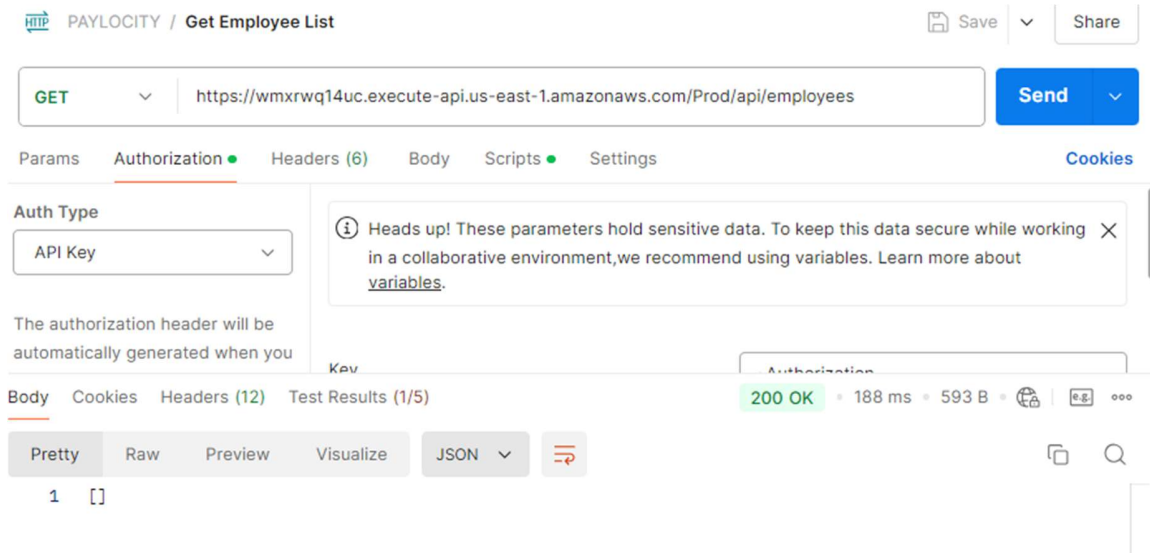 HTTP PAYLOCITY / Get Employee List Save Share
GET https://wmxrwq14uc.execute-api.us-east-1.amazonaws.com/Prod/api/employees Send
Params Authorization Headers (6) Body Scripts Settings Cookies
Auth Type
API Key
Heads up! These parameters hold sensitive data. To keep this data secure while working
in a collaborative environment,we recommend using variables. Learn more about
variables.
The authorization header will be
automatically generated when you
Key Authorization
Body Cookies Headers (12) Test Results (1/5) 200 OK • 188 ms • 593 B • e.g.
Pretty Raw Preview Visualize JSON
1 []